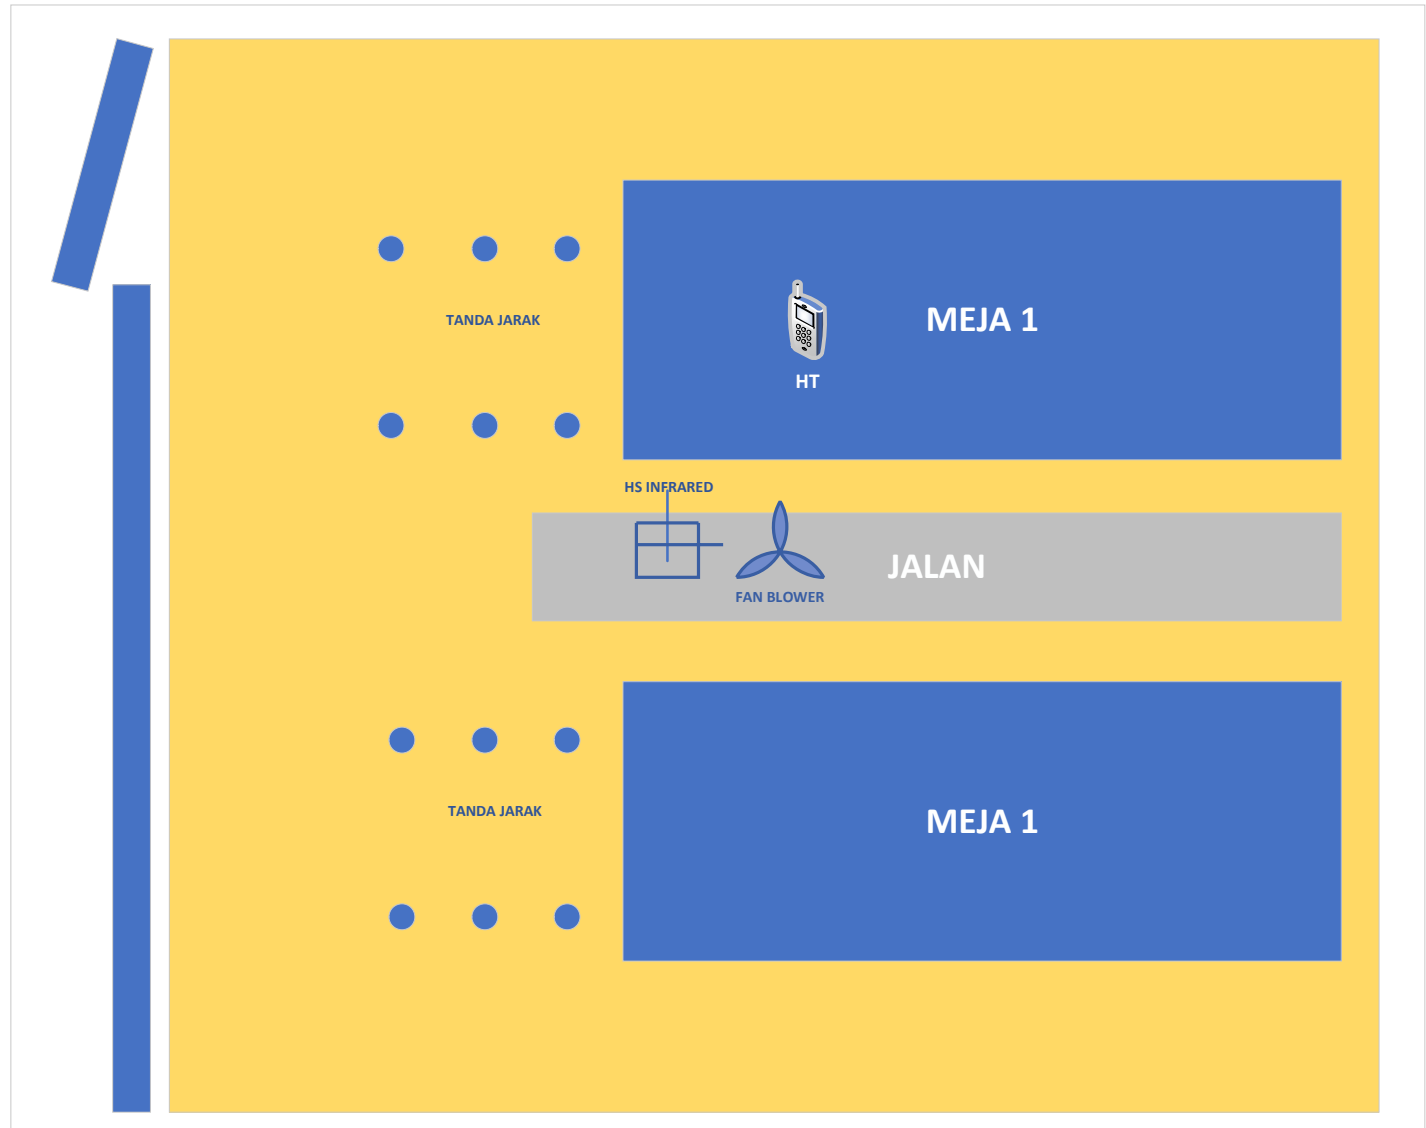 TANDA JARAK
MEJA 1
HT
HS INFRARED
JALAN
FAN BLOWER
TANDA JARAK
MEJA 1